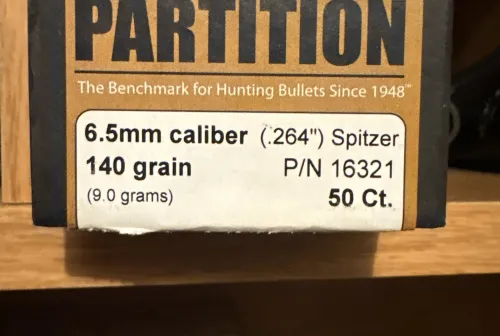 PARTITION
The Benchmark for Hunting Bullets Since 1948™
6.5mm caliber (.264") Spitzer
140 grain P/N 16321
(9.0 grams) 50 Ct.